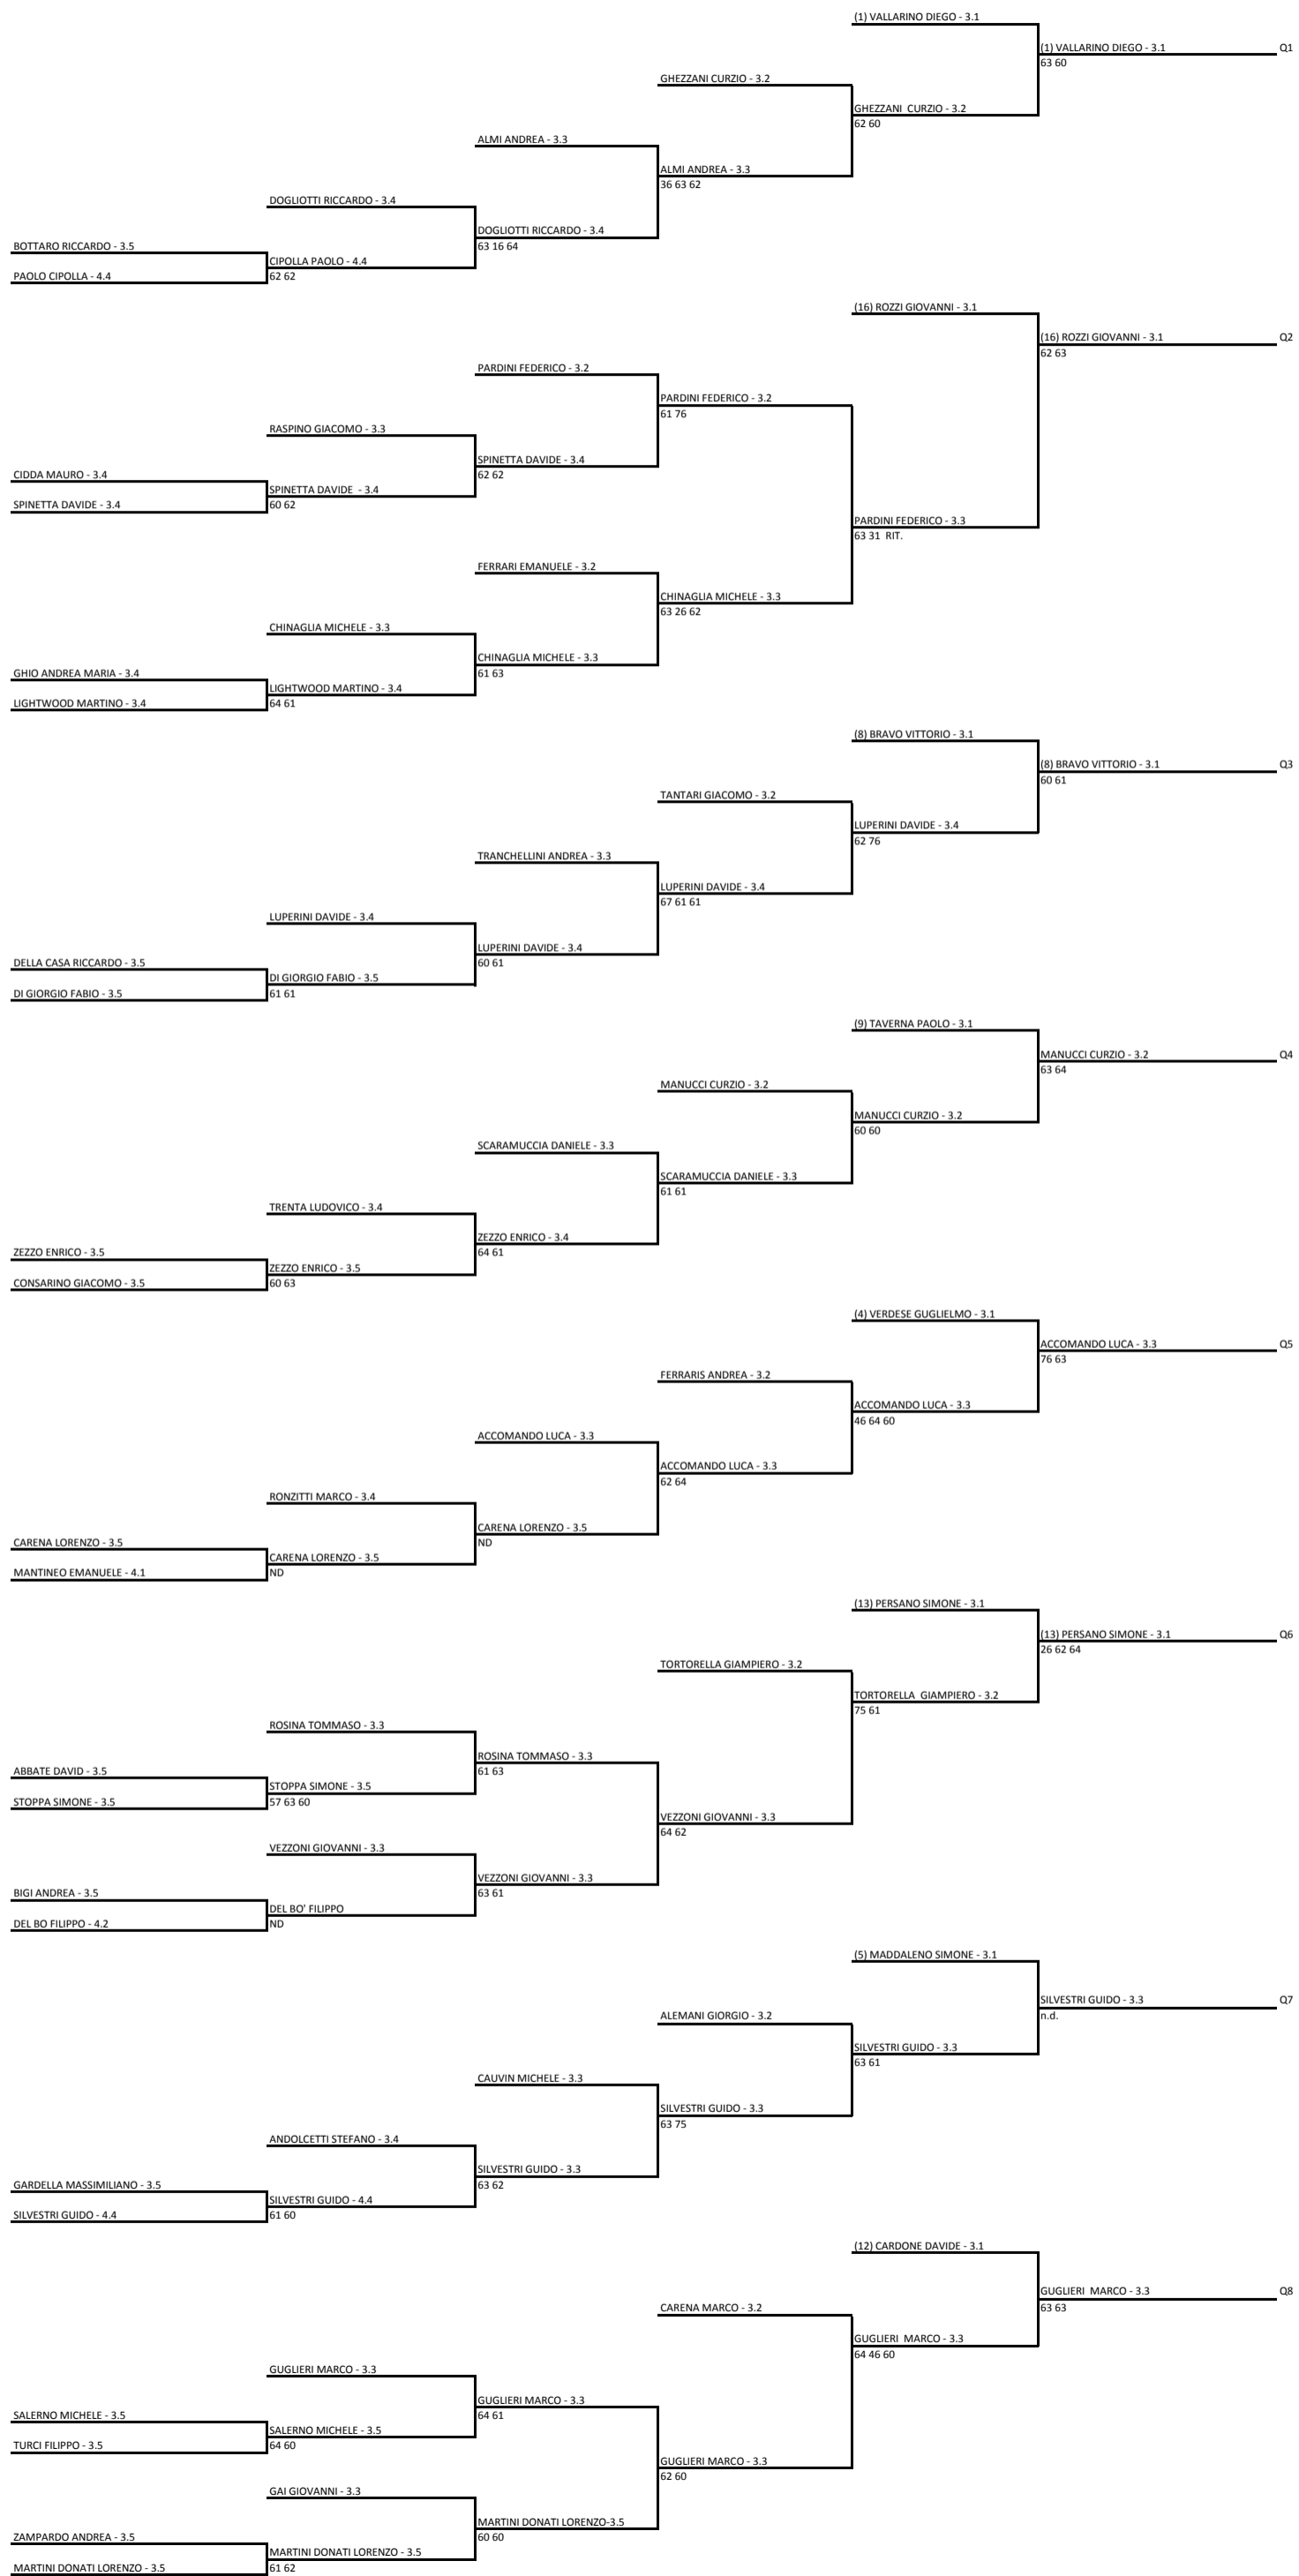 (1) VALLARINO DIEGO - 3.1
(1) VALLARINO DIEGO - 3.1
Q1
63 60
GHEZZANI CURZIO - 3.2
GHEZZANI  CURZIO - 3.2
62 60
ALMI ANDREA - 3.3
ALMI ANDREA - 3.3
36 63 62
DOGLIOTTI RICCARDO - 3.4
DOGLIOTTI RICCARDO - 3.4
63 16 64
BOTTARO RICCARDO - 3.5
CIPOLLA PAOLO - 4.4
62 62
PAOLO CIPOLLA - 4.4
(16) ROZZI GIOVANNI - 3.1
(16) ROZZI GIOVANNI - 3.1
Q2
62 63
PARDINI FEDERICO - 3.2
PARDINI FEDERICO - 3.2
61 76
RASPINO GIACOMO - 3.3
SPINETTA DAVIDE - 3.4
62 62
CIDDA MAURO - 3.4
SPINETTA DAVIDE  - 3.4
60 62
SPINETTA DAVIDE - 3.4
PARDINI FEDERICO - 3.3
63 31  RIT.
FERRARI EMANUELE - 3.2
CHINAGLIA MICHELE - 3.3
63 26 62
CHINAGLIA MICHELE - 3.3
CHINAGLIA MICHELE - 3.3
61 63
GHIO ANDREA MARIA - 3.4
LIGHTWOOD MARTINO - 3.4
64 61
LIGHTWOOD MARTINO - 3.4
(8) BRAVO VITTORIO - 3.1
(8) BRAVO VITTORIO - 3.1
Q3
60 61
TANTARI GIACOMO - 3.2
LUPERINI DAVIDE - 3.4
62 76
TRANCHELLINI ANDREA - 3.3
LUPERINI DAVIDE - 3.4
67 61 61
LUPERINI DAVIDE - 3.4
LUPERINI DAVIDE - 3.4
60 61
DELLA CASA RICCARDO - 3.5
DI GIORGIO FABIO - 3.5
61 61
DI GIORGIO FABIO - 3.5
(9) TAVERNA PAOLO - 3.1
MANUCCI CURZIO - 3.2
Q4
63 64
MANUCCI CURZIO - 3.2
MANUCCI CURZIO - 3.2
60 60
SCARAMUCCIA DANIELE - 3.3
SCARAMUCCIA DANIELE - 3.3
61 61
TRENTA LUDOVICO - 3.4
ZEZZO ENRICO - 3.4
64 61
ZEZZO ENRICO - 3.5
ZEZZO ENRICO - 3.5
60 63
CONSARINO GIACOMO - 3.5
(4) VERDESE GUGLIELMO - 3.1
ACCOMANDO LUCA - 3.3
Q5
76 63
FERRARIS ANDREA - 3.2
ACCOMANDO LUCA - 3.3
46 64 60
ACCOMANDO LUCA - 3.3
ACCOMANDO LUCA - 3.3
62 64
RONZITTI MARCO - 3.4
CARENA LORENZO - 3.5
ND
CARENA LORENZO - 3.5
CARENA LORENZO - 3.5
ND
MANTINEO EMANUELE - 4.1
(13) PERSANO SIMONE - 3.1
(13) PERSANO SIMONE - 3.1
Q6
26 62 64
TORTORELLA GIAMPIERO - 3.2
TORTORELLA  GIAMPIERO - 3.2
75 61
ROSINA TOMMASO - 3.3
ROSINA TOMMASO - 3.3
61 63
ABBATE DAVID - 3.5
STOPPA SIMONE - 3.5
57 63 60
STOPPA SIMONE - 3.5
VEZZONI GIOVANNI - 3.3
64 62
VEZZONI GIOVANNI - 3.3
VEZZONI GIOVANNI - 3.3
63 61
BIGI ANDREA - 3.5
DEL BO' FILIPPO
ND
DEL BO FILIPPO - 4.2
(5) MADDALENO SIMONE - 3.1
SILVESTRI GUIDO - 3.3
Q7
n.d.
ALEMANI GIORGIO - 3.2
SILVESTRI GUIDO - 3.3
63 61
CAUVIN MICHELE - 3.3
SILVESTRI GUIDO - 3.3
63 75
ANDOLCETTI STEFANO - 3.4
SILVESTRI GUIDO - 3.3
63 62
GARDELLA MASSIMILIANO - 3.5
SILVESTRI GUIDO - 4.4
61 60
SILVESTRI GUIDO - 4.4
(12) CARDONE DAVIDE - 3.1
GUGLIERI  MARCO - 3.3
Q8
63 63
CARENA MARCO - 3.2
GUGLIERI  MARCO - 3.3
64 46 60
GUGLIERI MARCO - 3.3
GUGLIERI MARCO - 3.3
64 61
SALERNO MICHELE - 3.5
SALERNO MICHELE - 3.5
64 60
TURCI FILIPPO - 3.5
GUGLIERI MARCO - 3.3
62 60
GAI GIOVANNI - 3.3
MARTINI DONATI LORENZO-3.5
60 60
ZAMPARDO ANDREA - 3.5
MARTINI DONATI LORENZO - 3.5
61 62
MARTINI DONATI LORENZO - 3.5